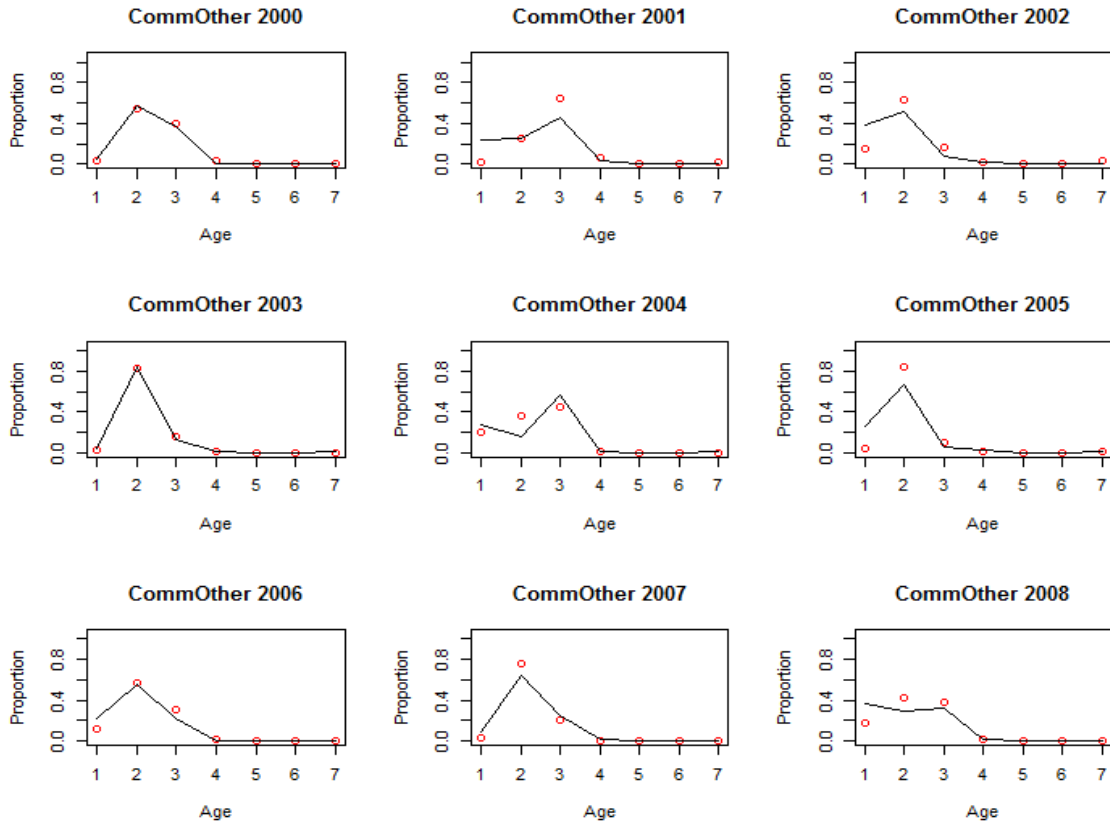 CommOther 2000
CommOther 2001
CommOther 2002
Proportion
0.0 0.4 0.8
1 2 3 4 5 6 7
Age
Proportion
0.0 0.4 0.8
1 2 3 4 5 6 7
Age
Proportion
0.0 0.4 0.8
1 2 3 4 5 6 7
Age
CommOther 2003
CommOther 2004
CommOther 2005
Proportion
0.0 0.4 0.8
1 2 3 4 5 6 7
Age
Proportion
0.0 0.4 0.8
1 2 3 4 5 6 7
Age
Proportion
0.0 0.4 0.8
1 2 3 4 5 6 7
Age
CommOther 2006
CommOther 2007
CommOther 2008
Proportion
0.0 0.4 0.8
1 2 3 4 5 6 7
Age
Proportion
0.0 0.4 0.8
1 2 3 4 5 6 7
Age
Proportion
0.0 0.4 0.8
1 2 3 4 5 6 7
Age